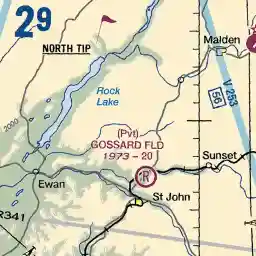 29
NORTH TIP
Malden
Rock
Lake
V 253
56
2000
(Pvt)
GOSSARD FLD
1973 - 20
R
Sunset
Ewan
St John
R341